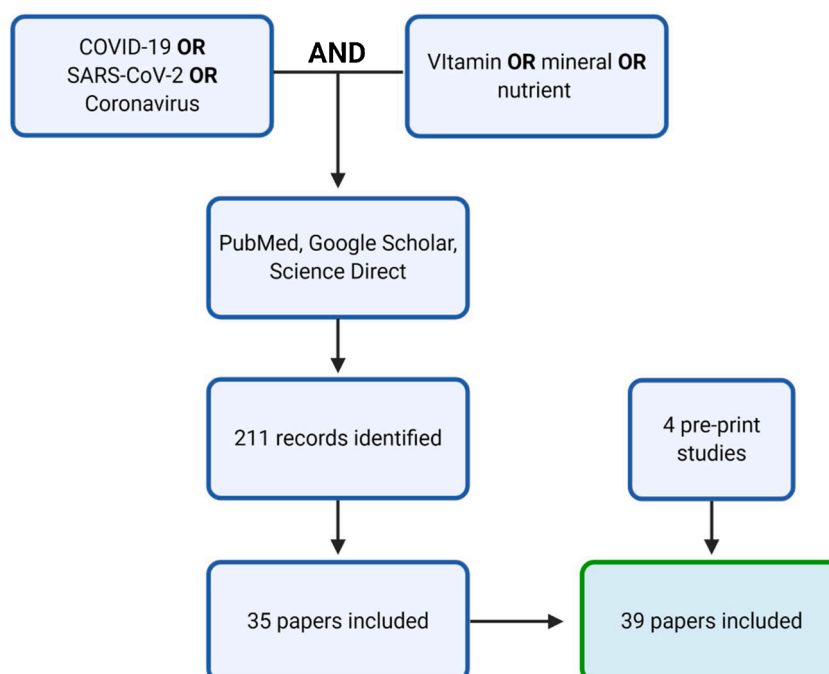 COVID-19 OR
SARS-CoV-2 OR
Coronavirus
AND
VItamin OR mineral OR
nutrient
PubMed, Google Scholar,
Science Direct
211 records identified
4 pre-print
studies
35 papers included
39 papers included